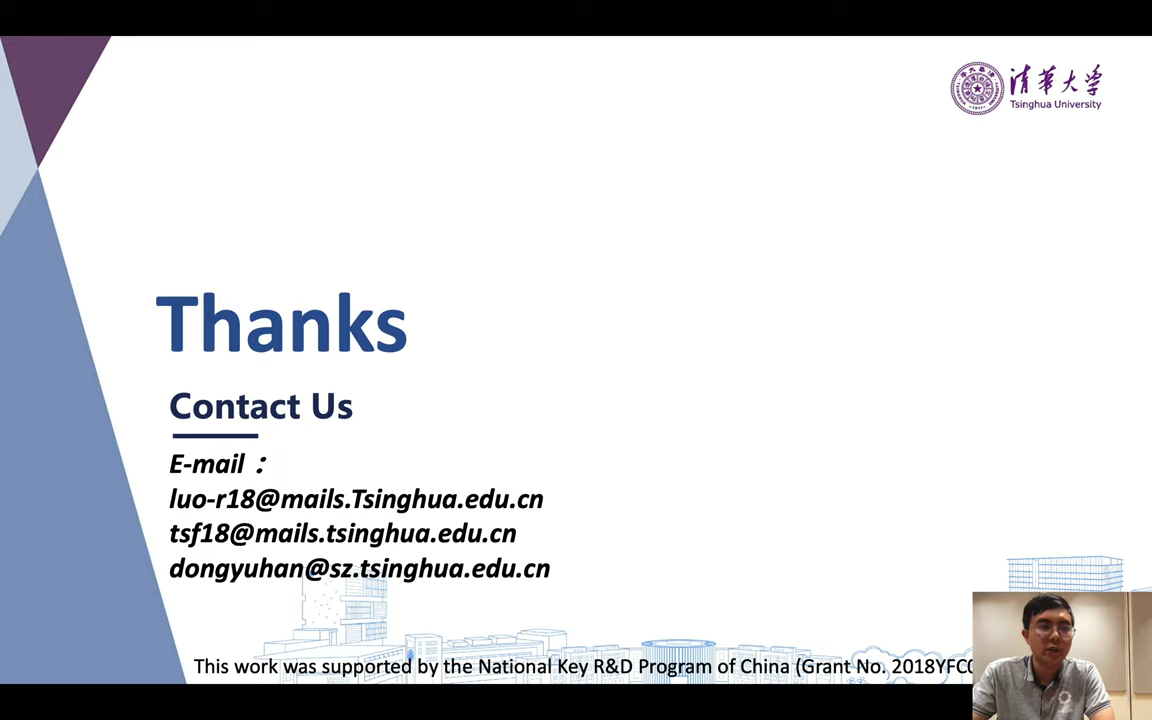 清华大学
Tsinghua University
Thanks
Contact Us
E-mail：
luo-r18@mails.Tsinghua.edu.cn
tsf18@mails.tsinghua.edu.cn
dongyuhan@sz.tsinghua.edu.cn
This work was supported by the National Key R&D Program of China (Grant No. 2018YFC